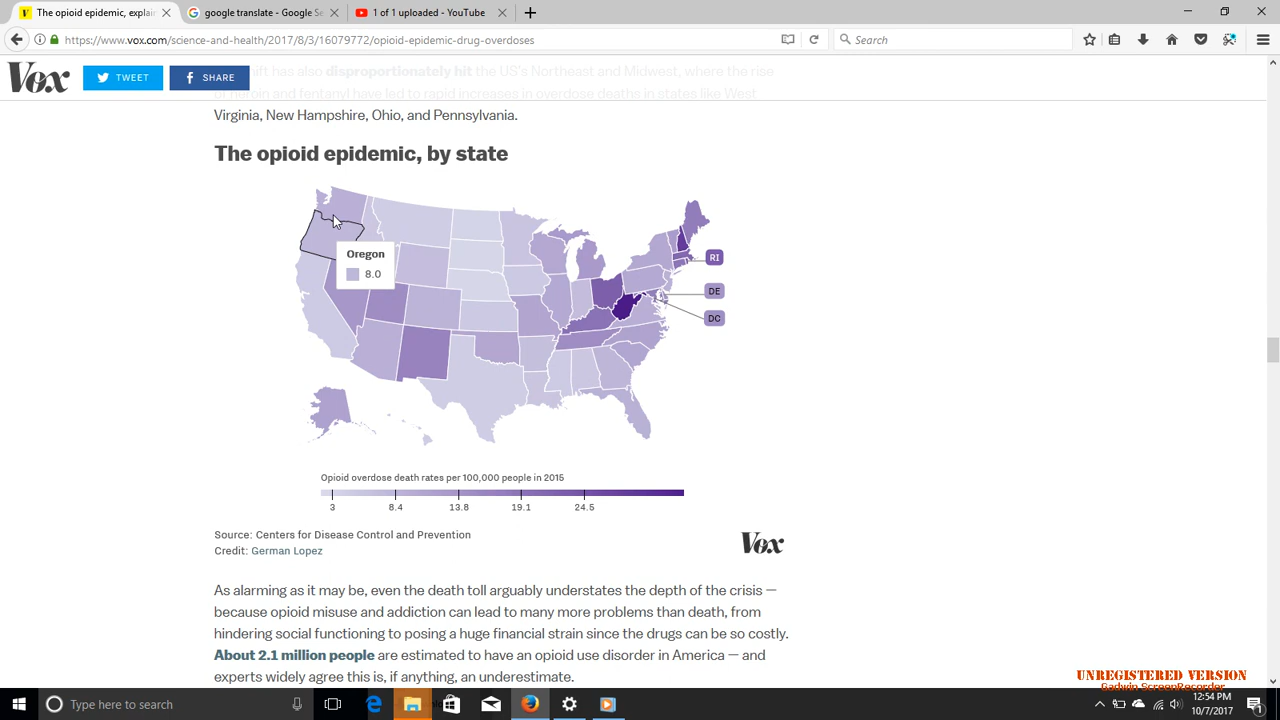 The opioid epidemic, explai
google translate - Google Se
1 of 1 uploaded - YouTube
https://www.vox.com/science-and-health/2017/8/3/16079772/opioid-epidemic-drug-overdoses
Search
Vox
TWEET
SHARE
has also disproportionately hit the US's Northeast and Midwest, where the rise
of heroin and fentanyl have led to rapid increases in overdose deaths in states like West
Virginia, New Hampshire, Ohio, and Pennsylvania.
The opioid epidemic, by state
Oregon
8.0
RI
DE
DC
Opioid overdose death rates per 100,000 people in 2015
3 8.4 13.8 19.1 24.5
Source: Centers for Disease Control and Prevention
Credit: German Lopez
Vox
As alarming as it may be, even the death toll arguably understates the depth of the crisis —
because opioid misuse and addiction can lead to many more problems than death, from
hindering social functioning to posing a huge financial strain since the drugs can be so costly.
About 2.1 million people are estimated to have an opioid use disorder in America — and
experts widely agree this is, if anything, an underestimate.
UNREGISTERED VERSION
Gadwin ScreenRecorder
Type here to search
12:54 PM
10/7/2017
1